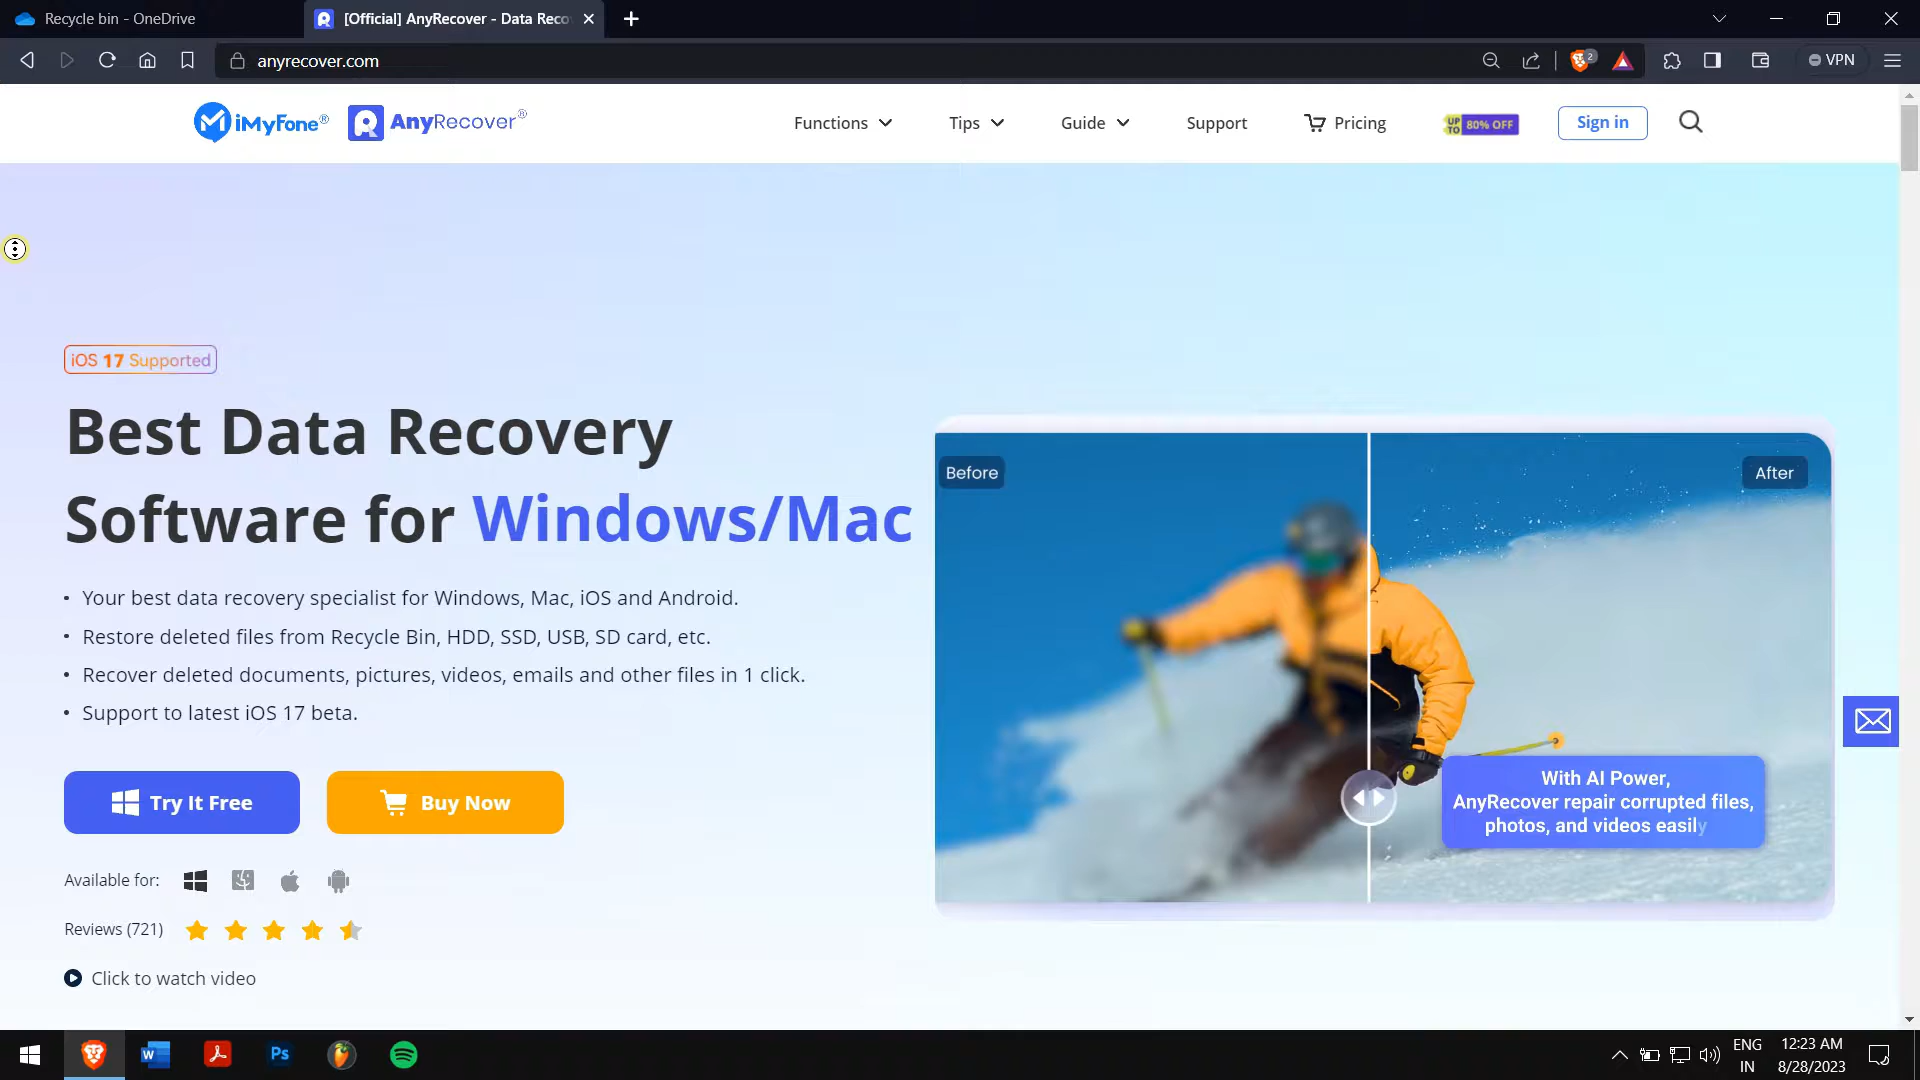 Recycle bin - OneDrive
[Official] AnyRecover - Data Reco
anyrecover.com
2
VPN
iMyFone®
AnyRecover®
Functions
Tips
Guide
Support
Pricing
UP TO 80% OFF
Sign in
iOS 17 Supported
Best Data Recovery
Software for Windows/Mac
• Your best data recovery specialist for Windows, Mac, iOS and Android.
• Restore deleted files from Recycle Bin, HDD, SSD, USB, SD card, etc.
• Recover deleted documents, pictures, videos, emails and other files in 1 click.
• Support to latest iOS 17 beta.
Try It Free
Buy Now
Available for:
Reviews (721)
Click to watch video
Before
After
With AI Power,
AnyRecover repair corrupted files,
photos, and videos easily
W
Ps
ENG
IN
12:23 AM
8/28/2023